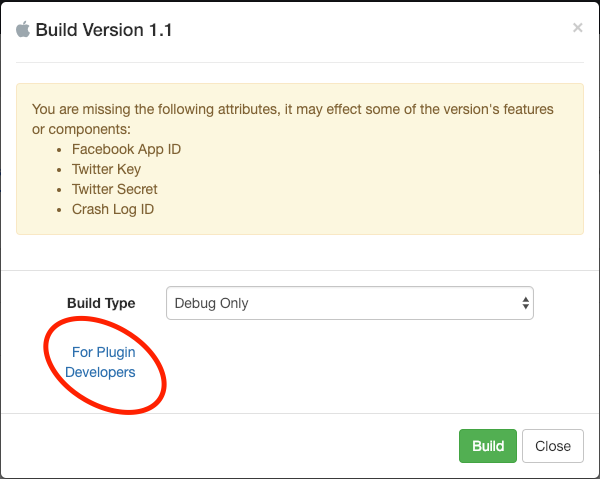 Build Version 1.1
×
You are missing the following attributes, it may effect some of the version's features
or components:
• Facebook App ID
• Twitter Key
• Twitter Secret
• Crash Log ID
Build Type
Debug Only
For Plugin
Developers
Build
Close